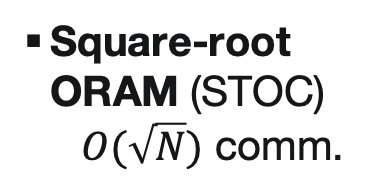 ▪ Square-root
ORAM (STOC)
O(√N) comm.